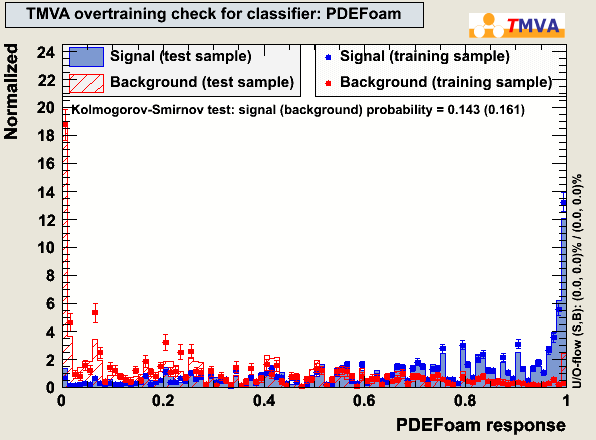 TMVA overtraining check for classifier: PDEFoam
TMVA
Normalized
24
22
20
18
16
14
12
10
8
6
4
2
0
Signal (test sample)
Background (test sample)
Signal (training sample)
Background (training sample)
Kolmogorov-Smirnov test: signal (background) probability = 0.143 (0.161)
0
0.2
0.4
0.6
0.8
1
PDEFoam response
U/O-flow (S,B): (0.0, 0.0)% / (0.0, 0.0)%